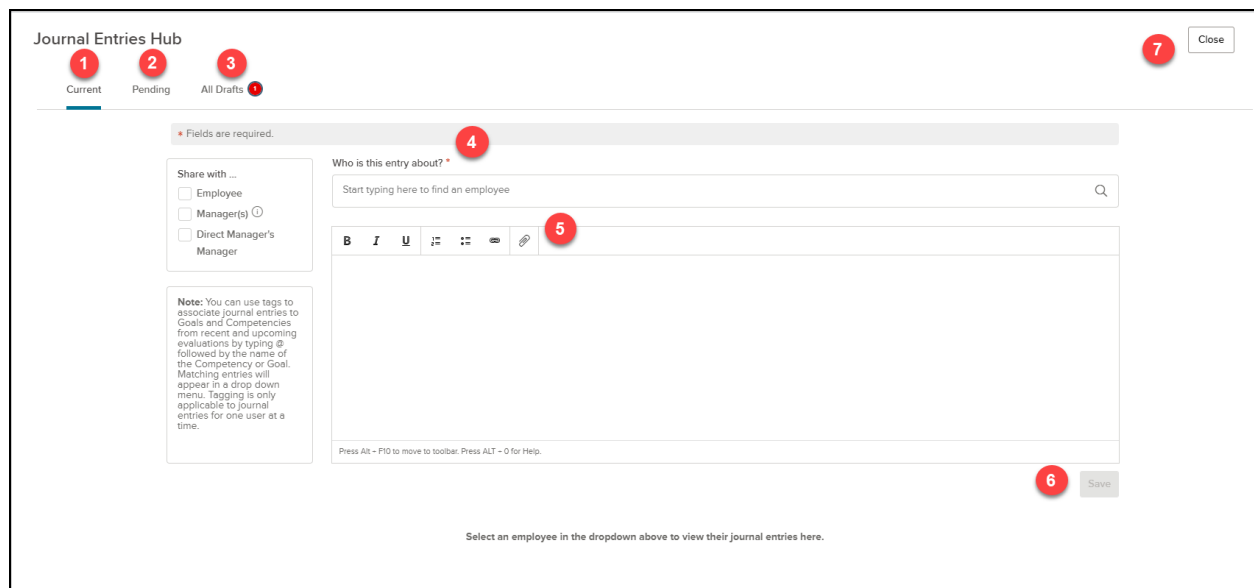 Journal Entries Hub
7
Close
1
2
3
Current
Pending
All Drafts 1
* Fields are required.
4
Share with ...
Employee
Manager(s)
Direct Manager's
Manager
Who is this entry about? *
Start typing here to find an employee
5
B I U
Note: You can use tags to
associate journal entries to
Goals and Competencies
from recent and upcoming
evaluations by typing @
followed by the name of
the Competency or Goal.
Matching entries will
appear in a drop down
menu. Tagging is only
applicable to journal
entries for one user at a
time.
Press Alt + F10 to move to toolbar. Press ALT + 0 for Help.
6
Save
Select an employee in the dropdown above to view their journal entries here.